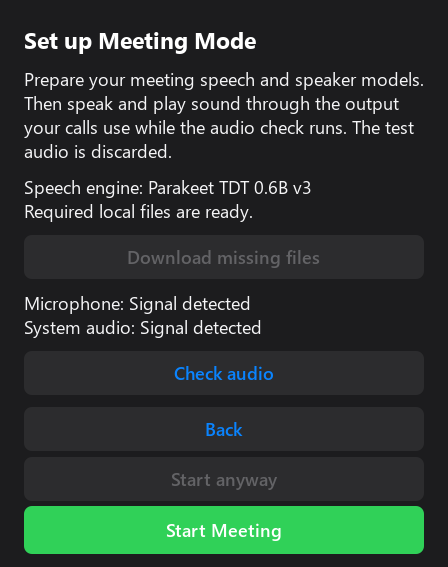 Set up Meeting Mode
Prepare your meeting speech and speaker models.
Then speak and play sound through the output
your calls use while the audio check runs. The test
audio is discarded.
Speech engine: Parakeet TDT 0.6B v3
Required local files are ready.
Download missing files
Microphone: Signal detected
System audio: Signal detected
Check audio
Back
Start anyway
Start Meeting